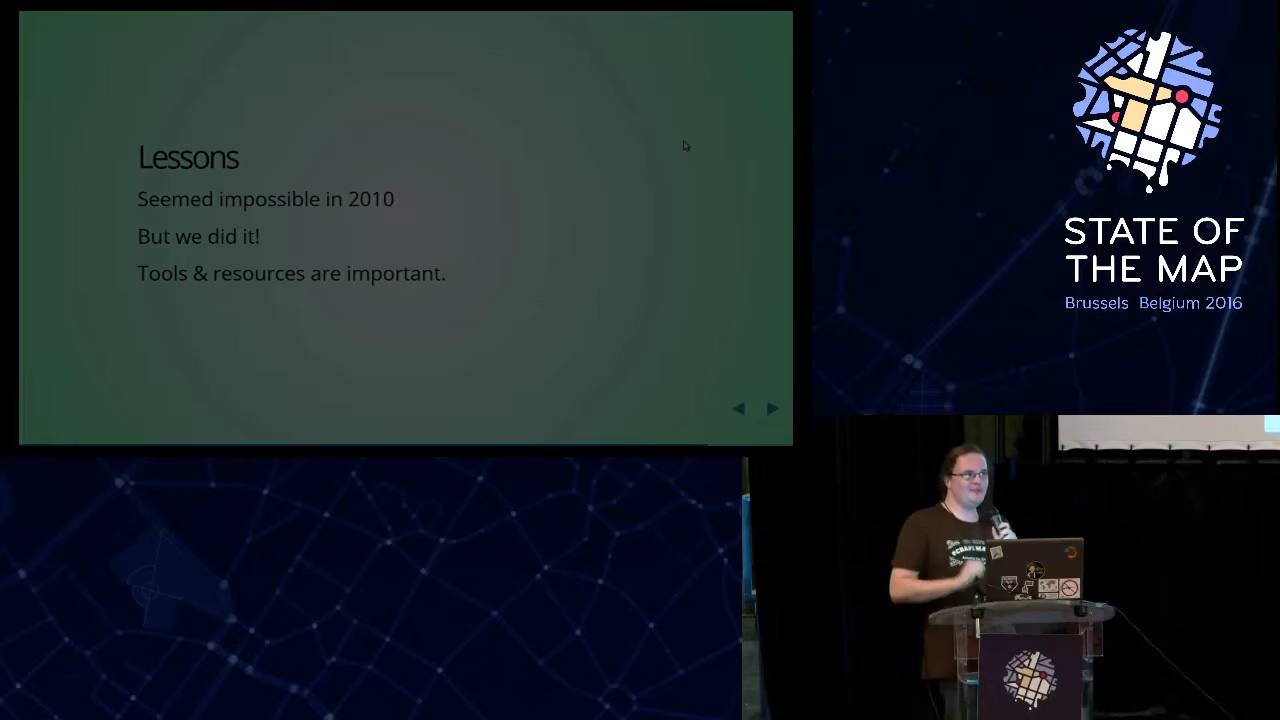 Lessons
Seemed impossible in 2010
But we did it!
Tools & resources are important.
STATE OF
THE MAP
Brussels Belgium 2016